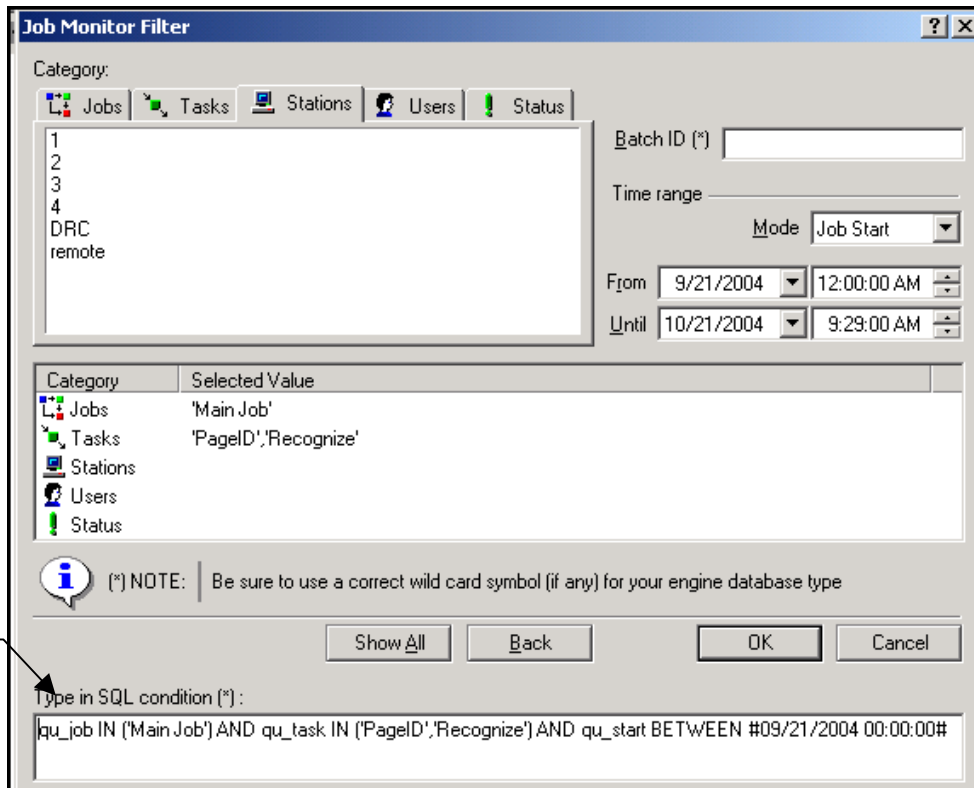 Job Monitor Filter
Category:
Jobs Tasks Stations Users Status
1
2
3
4
DRC
remote
Batch ID (*)
Time range
Mode Job Start
From 9/21/2004 12:00:00 AM
Until 10/21/2004 9:29:00 AM
Category Selected Value
Jobs 'Main Job'
Tasks 'PageID','Recognize'
Stations
Users
Status
(*) NOTE: Be sure to use a correct wild card symbol (if any) for your engine database type
Show All Back OK Cancel
Type in SQL condition (*) :
qu_job IN ('Main Job') AND qu_task IN ('PageID','Recognize') AND qu_start BETWEEN #09/21/2004 00:00:00#